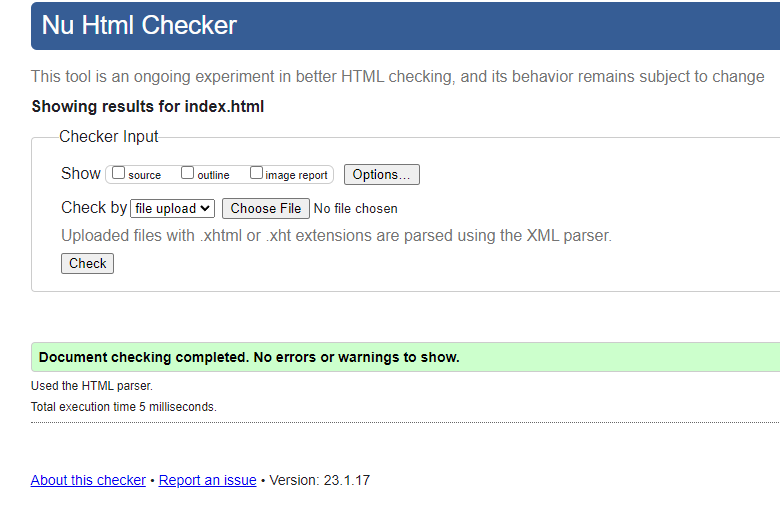 Nu Html Checker
This tool is an ongoing experiment in better HTML checking, and its behavior remains subject to change
Showing results for index.html
Checker Input
Show source outline image report Options...
Check by file upload Choose File No file chosen
Uploaded files with .xhtml or .xht extensions are parsed using the XML parser.
Check
Document checking completed. No errors or warnings to show.
Used the HTML parser.
Total execution time 5 milliseconds.
About this checker • Report an issue • Version: 23.1.17